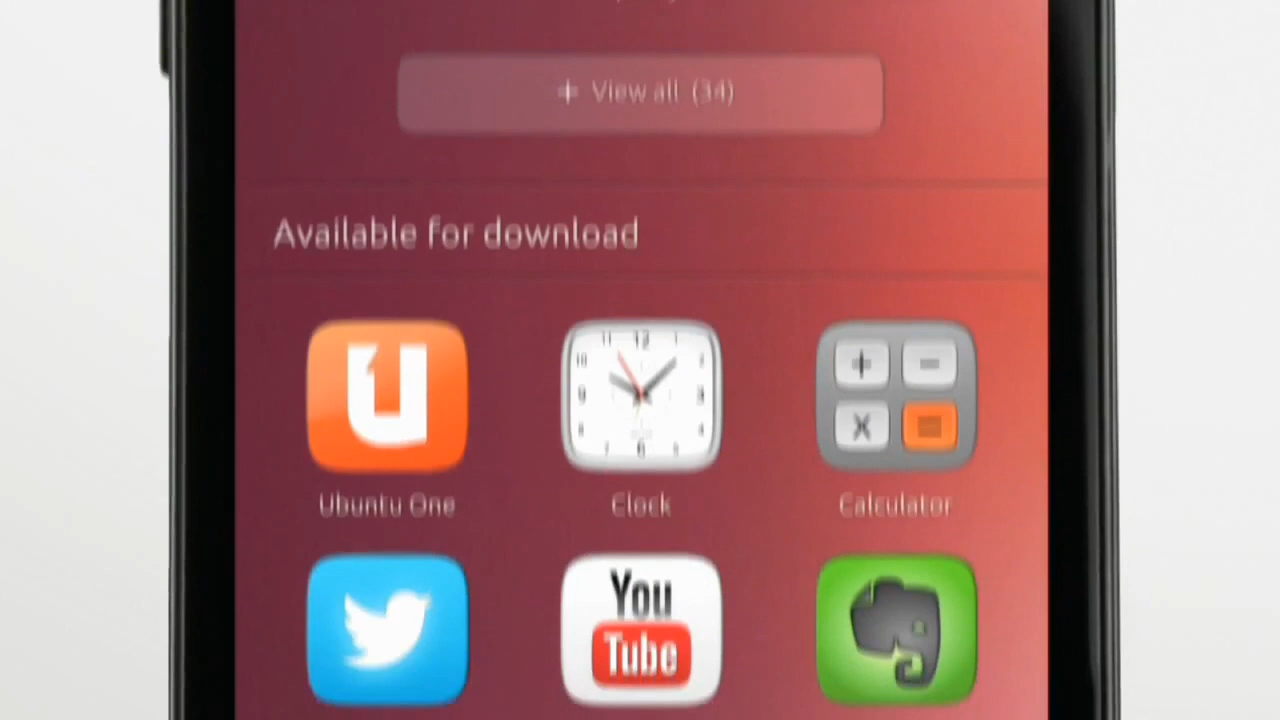 + View all (34)
Available for download
Ubuntu One
Clock
Calculator
You
Tube